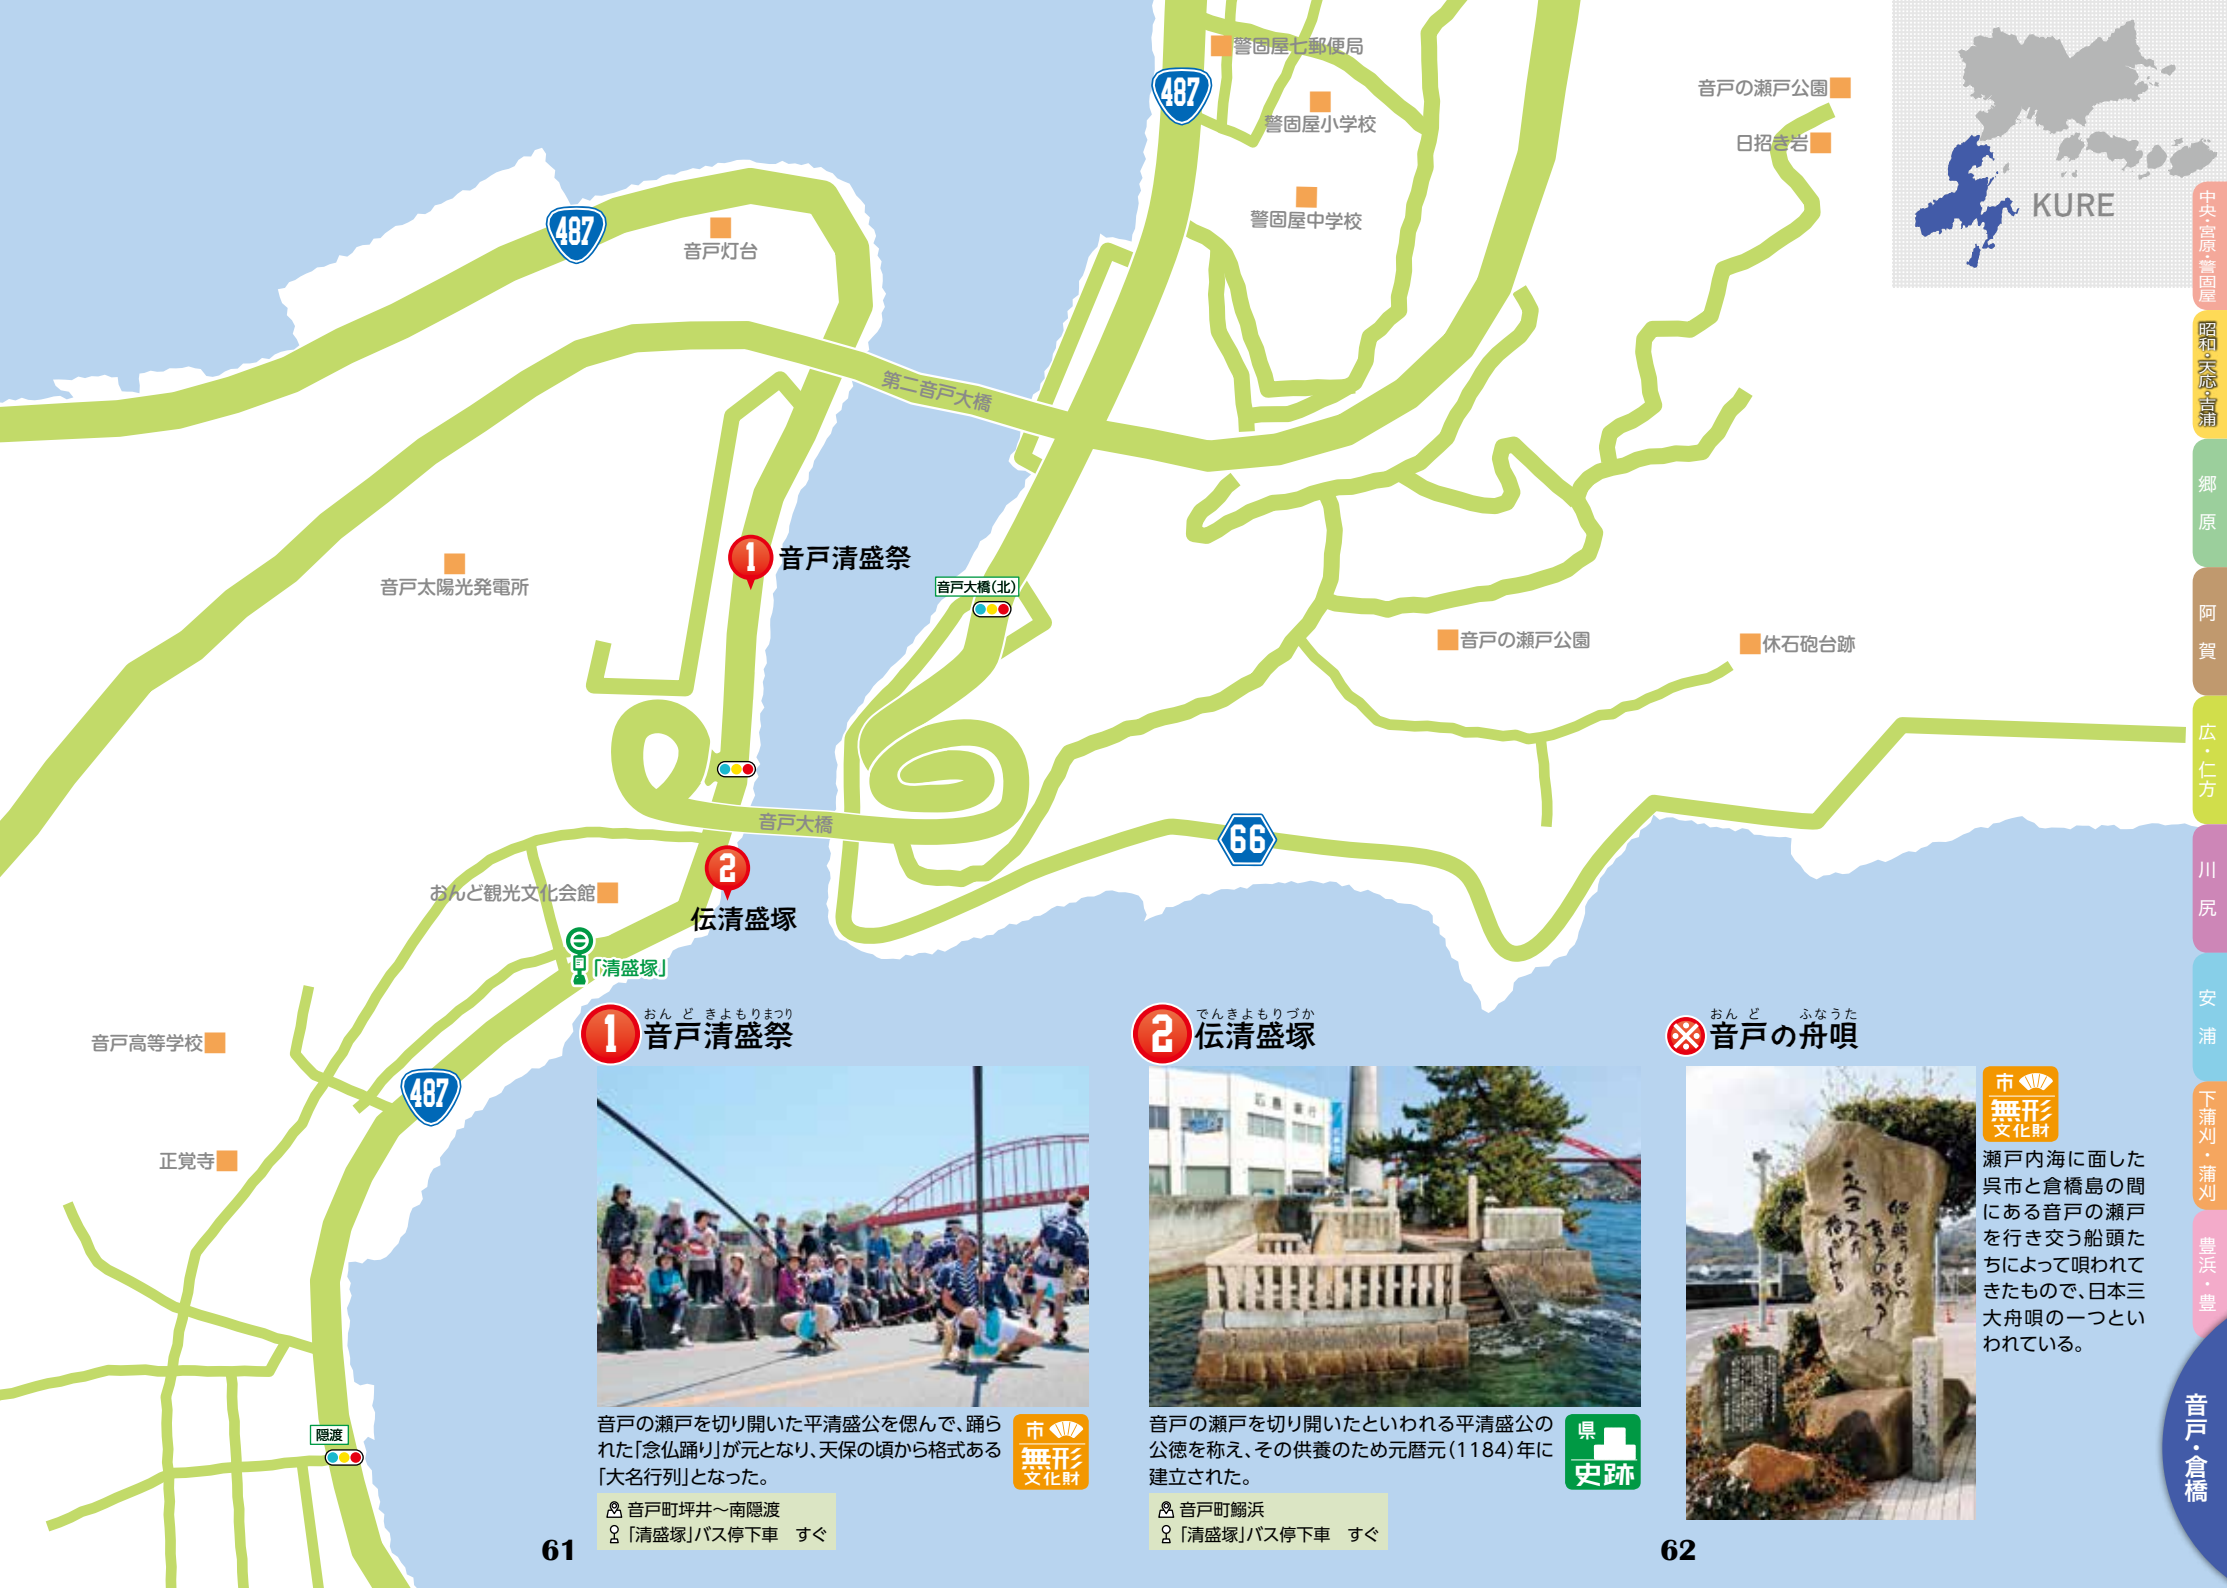 487
警固屋七郵便局
警固屋小学校
警固屋中学校
音戸の瀬戸公園
日招き岩
KURE
487
音戸灯台
第二音戸大橋
音戸太陽光発電所
1
音戸清盛祭
音戸大橋(北)
音戸の瀬戸公園
休石砲台跡
音戸大橋
66
2
伝清盛塚
おんど観光文化会館
「清盛塚」
音戸高等学校
487
正覚寺
隠渡
1
おんどきよもりまつり
音戸清盛祭
音戸の瀬戸を切り開いた平清盛公を偲んで、踊ら
れた「念仏踊り」が元となり、天保の頃から格式ある
「大名行列」となった。
市
無形
文化財
音戸町坪井〜南隠渡
「清盛塚」バス停下車　すぐ
61
2
でんきよもりづか
伝清盛塚
広島銀行
音戸の瀬戸を切り開いたといわれる平清盛公の
公徳を称え、その供養のため元暦元(1184)年に
建立された。
県
史跡
音戸町鰯浜
「清盛塚」バス停下車　すぐ
※
おんど　ふなうた
音戸の舟唄
市
無形
文化財
瀬戸内海に面した
呉市と倉橋島の間
にある音戸の瀬戸
を行き交う船頭た
ちによって唄われて
きたもので、日本三
大舟唄の一つとい
われている。
62
中央・宮原・警固屋
昭和・天応・吉浦
郷原
阿賀
広・仁方
川尻
安浦
下蒲刈・蒲刈
豊浜・豊
音戸・倉橋